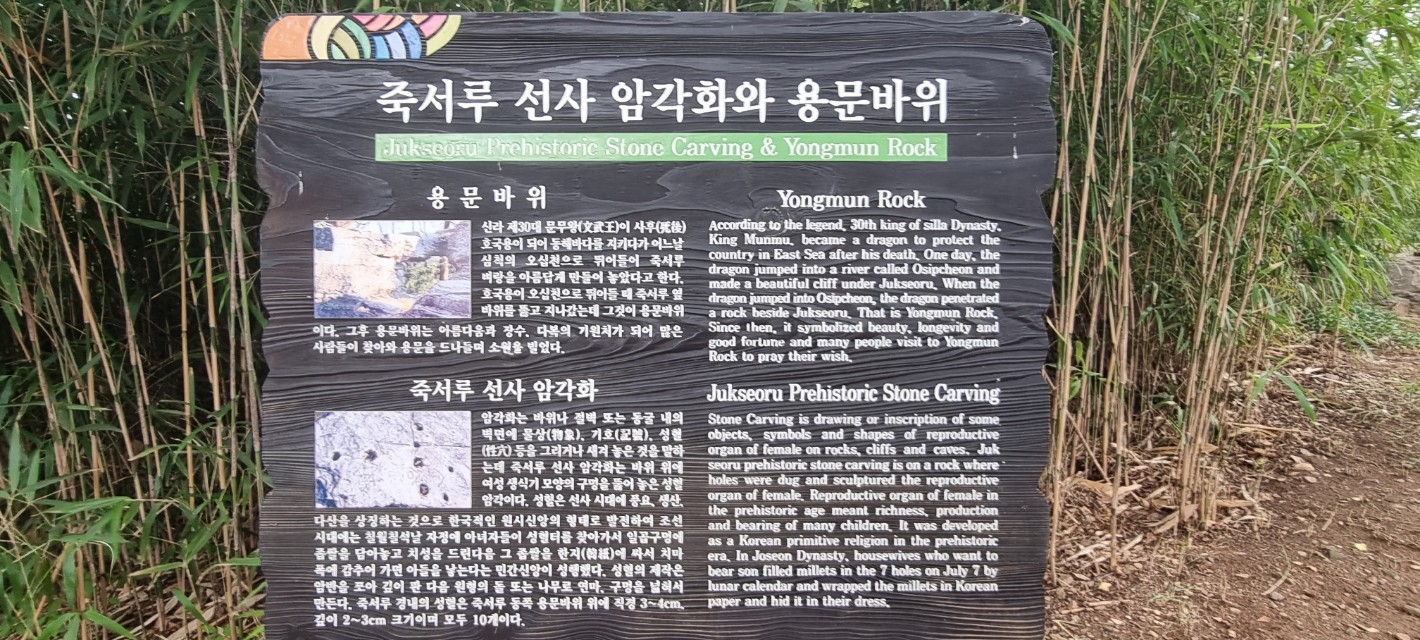 죽서루 선사 암각화와 용문바위
Jukseoru Prehistoric Stone Carving & Yongmun Rock
용문바위
신라 제30대 문무왕(文武王)이 사후(死後)
호국용이 되어 동해바다를 지키다가 어느날
삼척의 오십천으로 뛰어들어 죽서루
벼랑을 아름답게 만들어 놓았다고 한다.
호국용이 오십천으로 뛰어들 때 죽서루 옆
바위를 뚫고 지나갔는데 그것이 용문바위
이다. 그후 용문바위는 아름다움과 장수, 다복의 기원처가 되어 많은
사람들이 찾아와 용문을 드나들며 소원을 빌었다.
Yongmun Rock
According to the legend, 30th king of silla Dynasty,
King Munmu, became a dragon to protect the
country in East Sea after his death. One day, the
dragon jumped into a river called Osipcheon and
made a beautiful cliff under Jukseoru. When the
dragon jumped into Osipcheon, the dragon penetrated
a rock beside Jukseoru. That is Yongmun Rock.
Since then, it symbolized beauty, longevity and
good fortune and many people visit to Yongmun
Rock to pray their wish.
죽서루 선사 암각화
암각화는 바위나 절벽 또는 동굴 내의
벽면에 물상(物象), 기호(記號), 성혈
(性穴) 등을 그리거나 새겨 놓은 것을 말하
는데 죽서루 선사 암각화는 바위 위에
여성 생식기 모양의 구멍을 뚫어 놓은 성혈
암각이다. 성혈은 선사 시대에 풍요, 생산,
다산을 상징하는 것으로 한국적인 원시신앙의 형태로 발전하여 조선
시대에는 칠월칠석날 자정에 아녀자들이 성혈터를 찾아가서 일곱구멍에
좁쌀을 담아놓고 치성을 드린다음 그 좁쌀을 한지(韓紙)에 싸서 치마
폭에 감추어 가면 아들을 낳는다는 민간신앙이 성행했다. 성혈의 제작은
암반을 쪼아 깊이 판 다음 원형의 돌 또는 나무로 연마, 구멍을 넓혀서
만든다. 죽서루 경내의 성혈은 죽서루 동쪽 용문바위 위에 직경 3~4cm,
깊이 2~3cm 크기이며 모두 10개이다.
Jukseoru Prehistoric Stone Carving
Stone Carving is drawing or inscription of some
objects, symbols and shapes of reproductive
organ of female on rocks, cliffs and caves. Juk
seoru prehistoric stone carving is on a rock where
holes were dug and sculptured the reproductive
organ of female. Reproductive organ of female in
the prehistoric age meant richness, production
and bearing of many children. It was developed
as a Korean primitive religion in the prehistoric
era. In Joseon Dynasty, housewives who want to
bear son filled millets in the 7 holes on July 7 by
lunar calendar and wrapped the millets in Korean
paper and hid it in their dress.